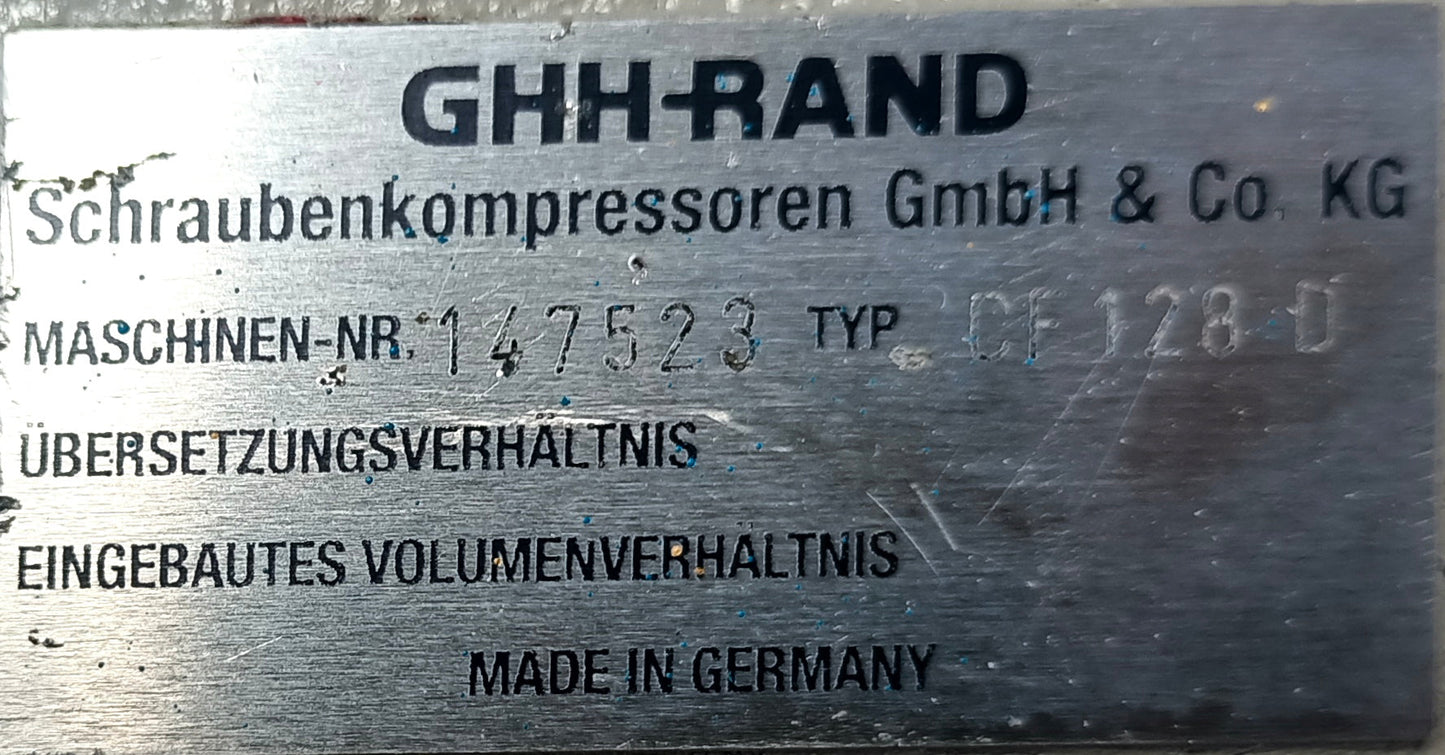 GHH-RAND
Schraubenkompressoren GmbH & Co. KG
MASCHINEN-NR. 147523 TYP CF 128 D
ÜBERSETZUNGSVERHÄLTNIS
EINGEBAUTES VOLUMENVERHÄLTNIS
MADE IN GERMANY